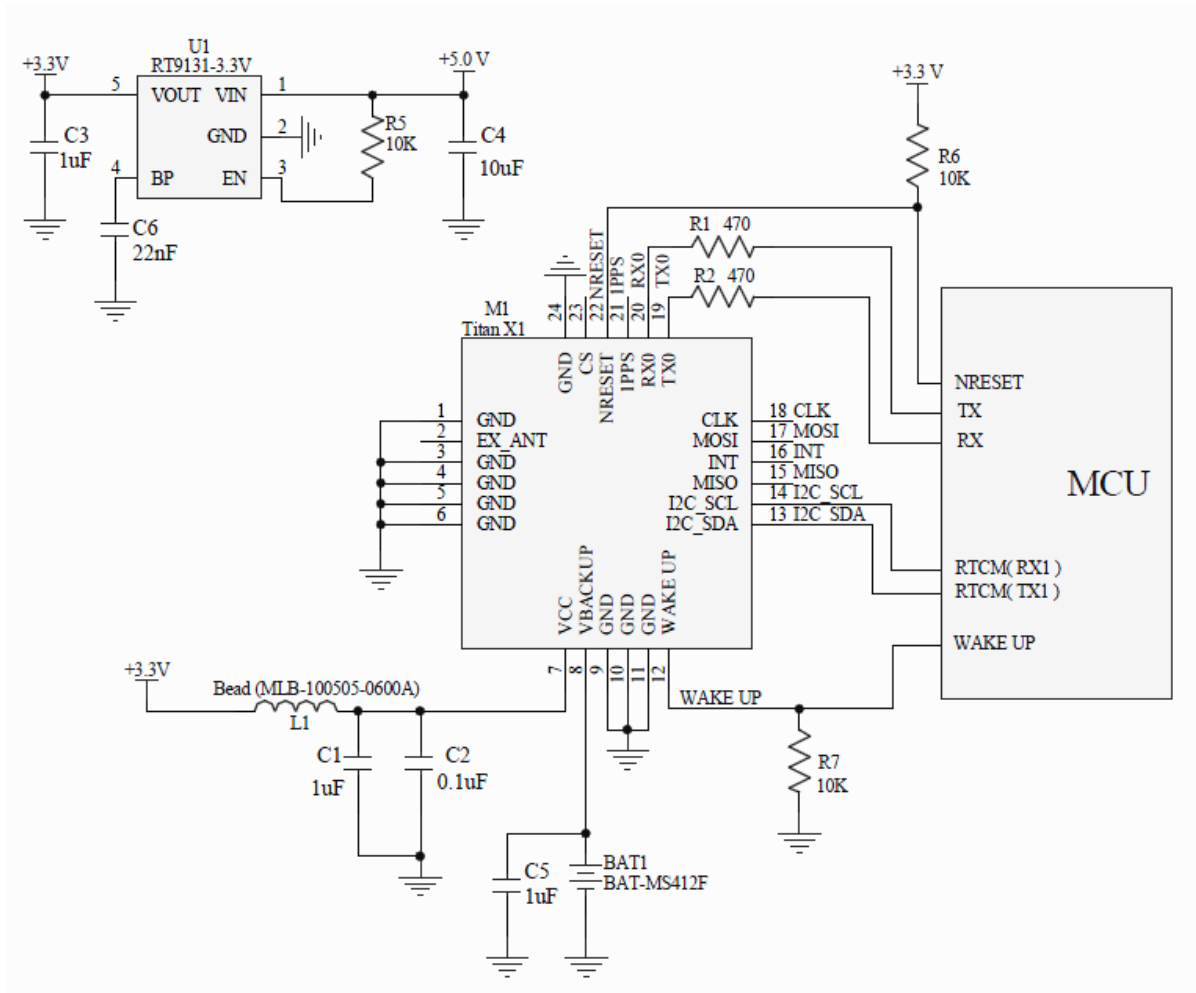 U1
RT9131-3.3V
+3.3V
5
VOUT
VIN
1
+5.0 V
GND
2
C3
1uF
4
BP
EN
3
R5
10K
C4
10uF
C6
22nF
+3.3 V
R6
10K
R1 470
R2 470
24
23
22
NRESET
21
1PPS
20
RX0
19
TX0
M1
Titan X1
GND
CS
NRESET
1PPS
RX0
TX0
1
GND
2
EX_ANT
3
GND
4
GND
5
GND
6
GND
CLK
18 CLK
MOSI
17 MOSI
INT
16 INT
MISO
15 MISO
I2C_SCL
14 I2C_SCL
I2C_SDA
13 I2C_SDA
VCC
VBACKUP
GND
GND
GND
WAKE UP
7
8
9
10
11
12
NRESET
TX
RX
MCU
RTCM( RX1 )
RTCM( TX1 )
WAKE UP
+3.3V
Bead (MLB-100505-0600A)
L1
C1
1uF
C2
0.1uF
WAKE UP
R7
10K
C5
1uF
BAT1
BAT-MS412F